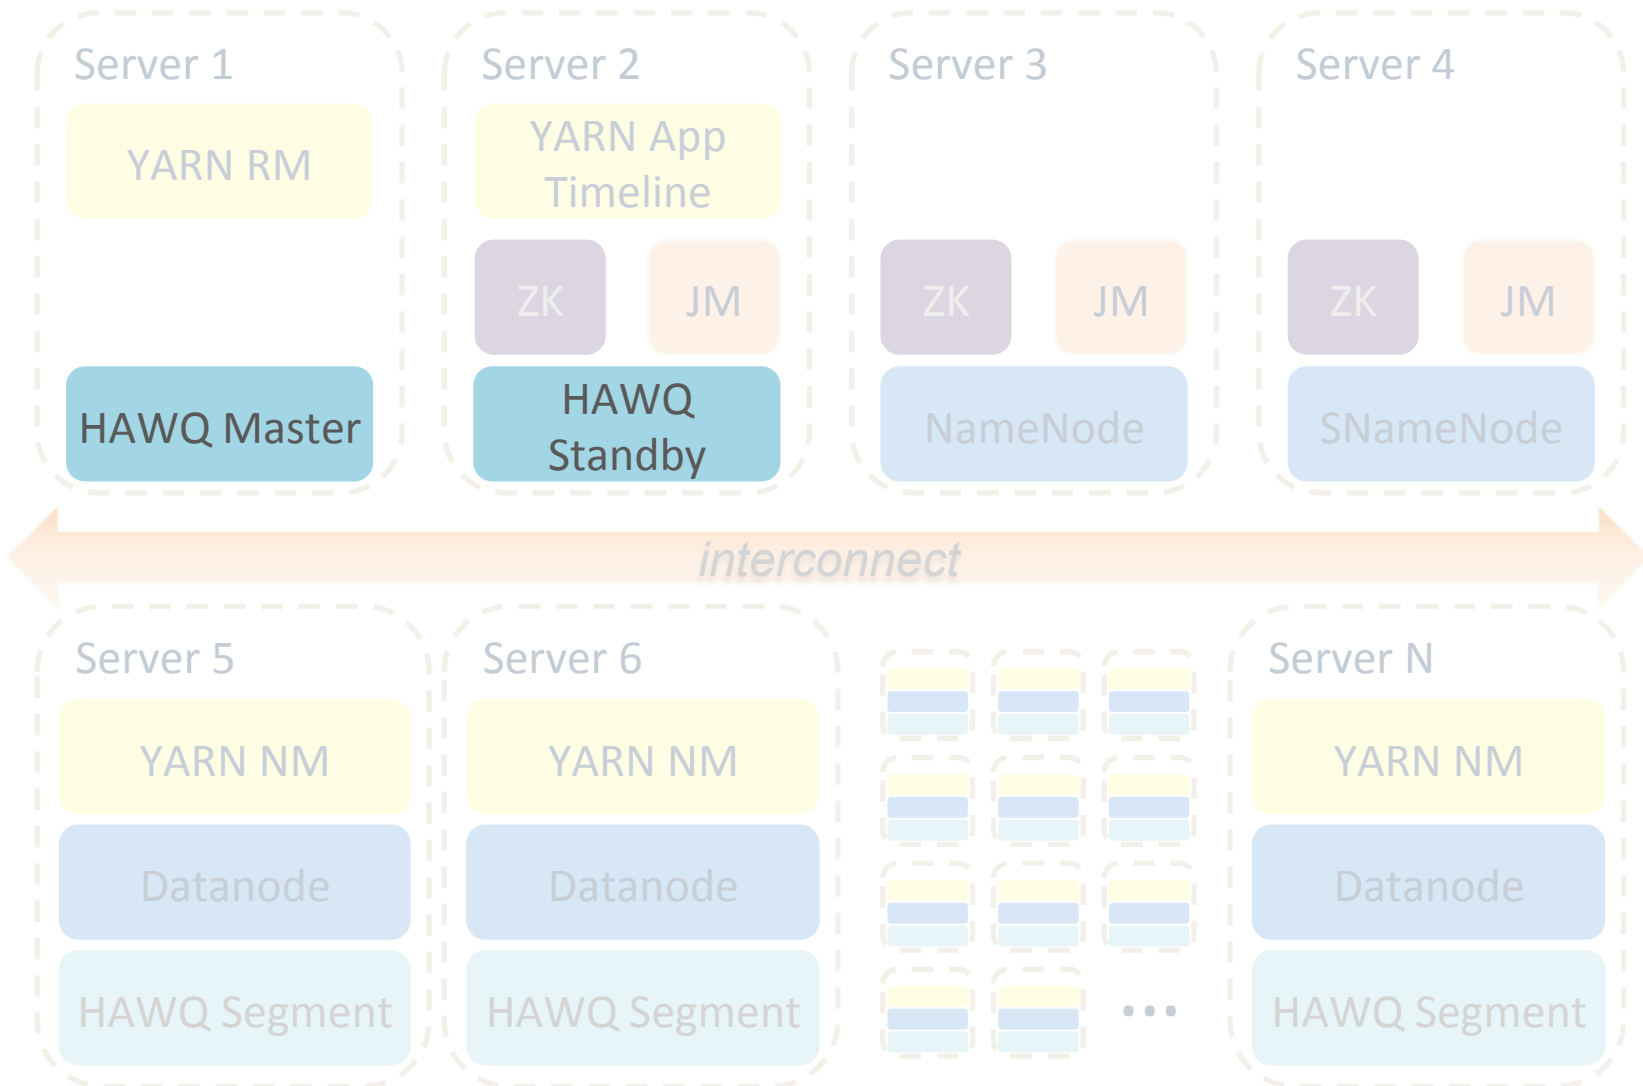 Server 1
YARN RM
HAWQ Master
Server 2
YARN App
Timeline
ZK
JM
HAWQ
Standby
Server 3
ZK
JM
NameNode
Server 4
ZK
JM
SNameNode
interconnect
Server 5
YARN NM
Datanode
HAWQ Segment
Server 6
YARN NM
Datanode
HAWQ Segment
...
Server N
YARN NM
Datanode
HAWQ Segment